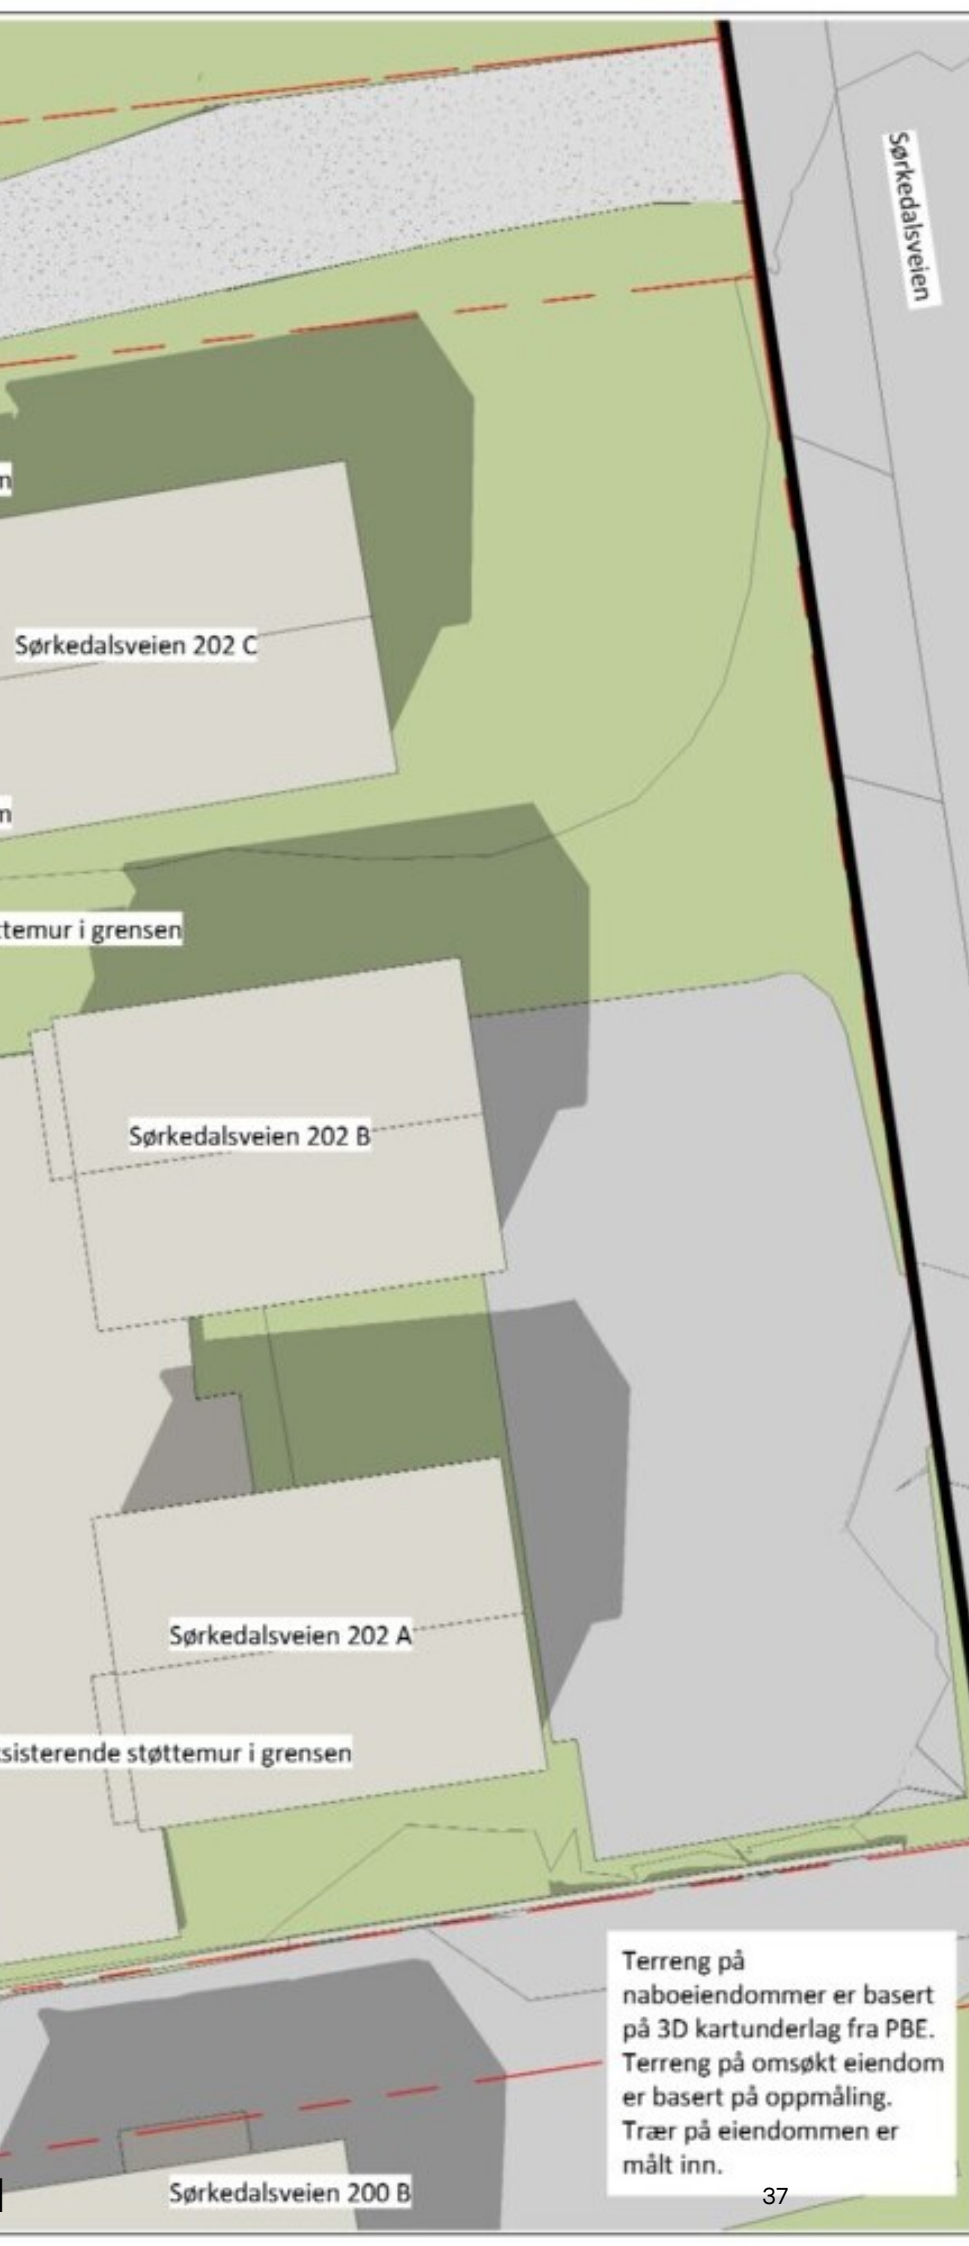 Sørkedalsveien
n
Sørkedalsveien 202 C
n
ttemur i grensen
Sørkedalsveien 202 B
Sørkedalsveien 202 A
sisterende støttemur i grensen
Terreng på
naboeiendommer er basert
på 3D kartunderlag fra PBE.
Terreng på omsøkt eiendom
er basert på oppmåling.
Trær på eiendommen er
målt inn.
Sørkedalsveien 200 B
37